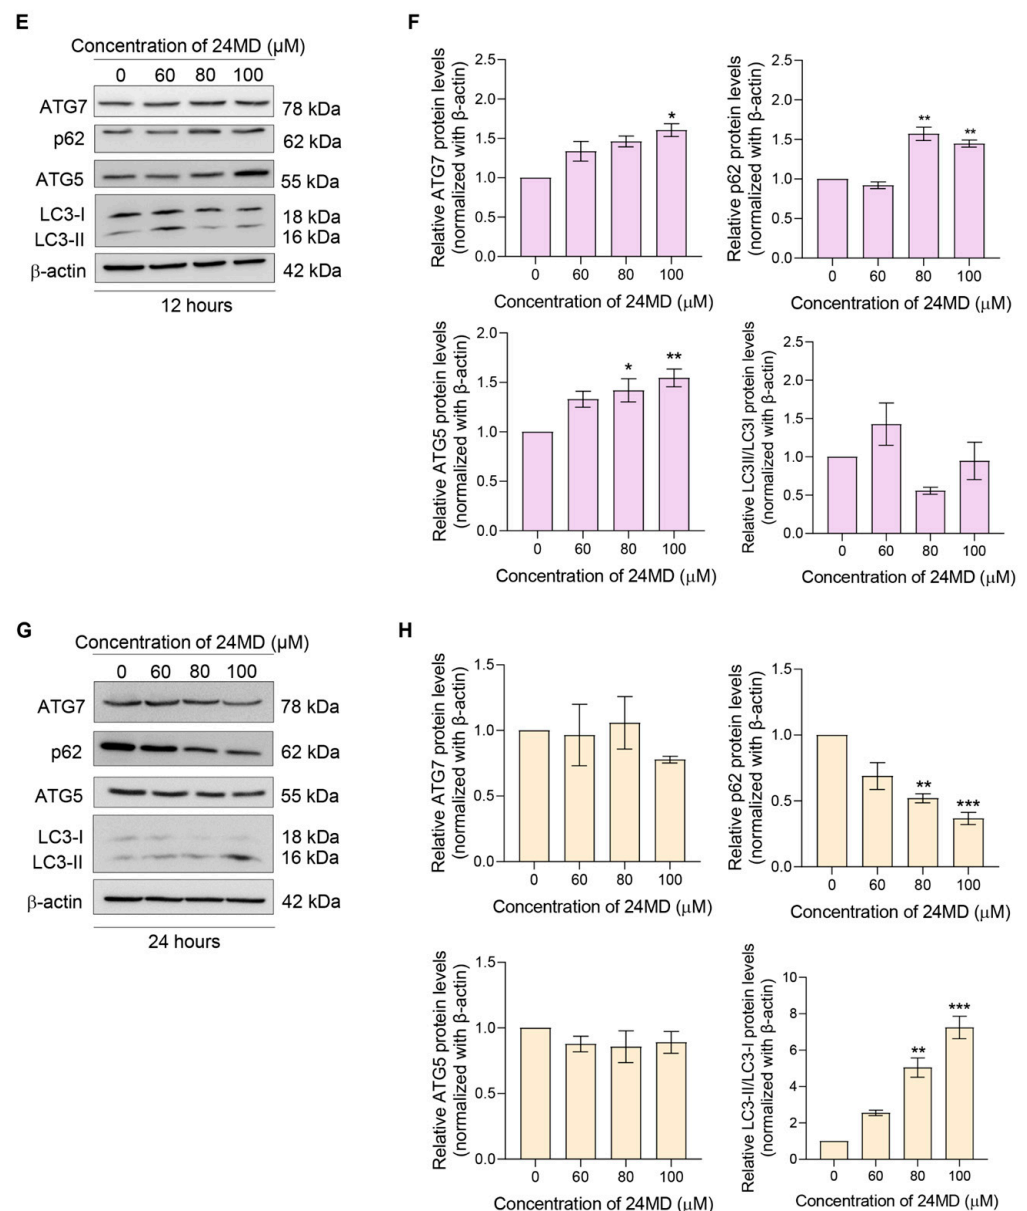 E
Concentration of 24MD (µM)
0 60 80 100
ATG7 78 kDa
p62 62 kDa
ATG5 55 kDa
LC3-I 18 kDa
LC3-II 16 kDa
β-actin 42 kDa
12 hours
F
Relative ATG7 protein levels
(normalized with β-actin)
2.5
2.0
1.5
1.0
0.5
0.0
*
0 60 80 100
Concentration of 24MD (µM)
Relative p62 protein levels
(normalized with β-actin)
2.5
2.0
1.5
1.0
0.5
0.0
** **
0 60 80 100
Concentration of 24MD (µM)
Relative ATG5 protein levels
(normalized with β-actin)
2.0
1.5
1.0
0.5
0.0
* **
0 60 80 100
Concentration of 24MD (µM)
Relative LC3II/LC3I protein levels
(normalized with β-actin)
2.5
2.0
1.5
1.0
0.5
0.0
0 60 80 100
Concentration of 24MD (µM)
G
Concentration of 24MD (µM)
0 60 80 100
ATG7 78 kDa
p62 62 kDa
ATG5 55 kDa
LC3-I 18 kDa
LC3-II 16 kDa
β-actin 42 kDa
24 hours
H
Relative ATG7 protein levels
(normalized with β-actin)
1.5
1.0
0.5
0.0
0 60 80 100
Concentration of 24MD (µM)
Relative p62 protein levels
(normalized with β-actin)
1.5
1.0
0.5
0.0
** ***
0 60 80 100
Concentration of 24MD (µM)
Relative ATG5 protein levels
(normalized with β-actin)
1.5
1.0
0.5
0.0
0 60 80 100
Concentration of 24MD (µM)
Relative LC3-II/LC3-I protein levels
(normalized with β-actin)
10
8
6
4
2
0
** ***
0 60 80 100
Concentration of 24MD (µM)